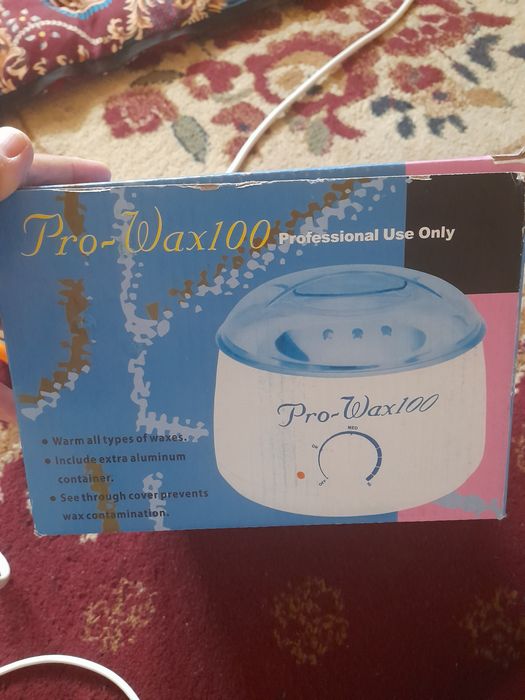 Pro-Wax100 Professional Use Only
Pro-Wax100
MED
OFF
• Warm all types of waxes.
• Include extra aluminum
container.
• See through cover prevents
wax contamination.